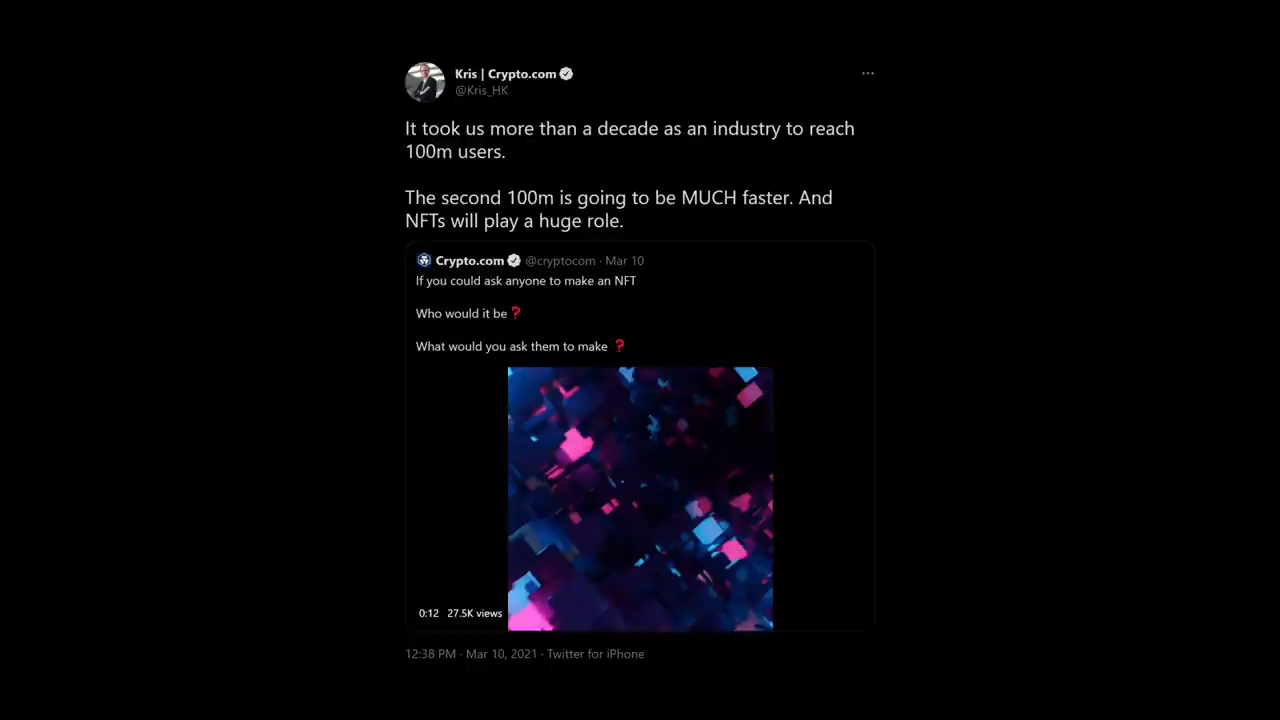 Kris | Crypto.com
@Kris_HK
It took us more than a decade as an industry to reach
100m users.
The second 100m is going to be MUCH faster. And
NFTs will play a huge role.
Crypto.com @cryptocom · Mar 10
If you could ask anyone to make an NFT
Who would it be❓
What would you ask them to make ❓
0:12 27.5K views
12:38 PM · Mar 10, 2021 · Twitter for iPhone